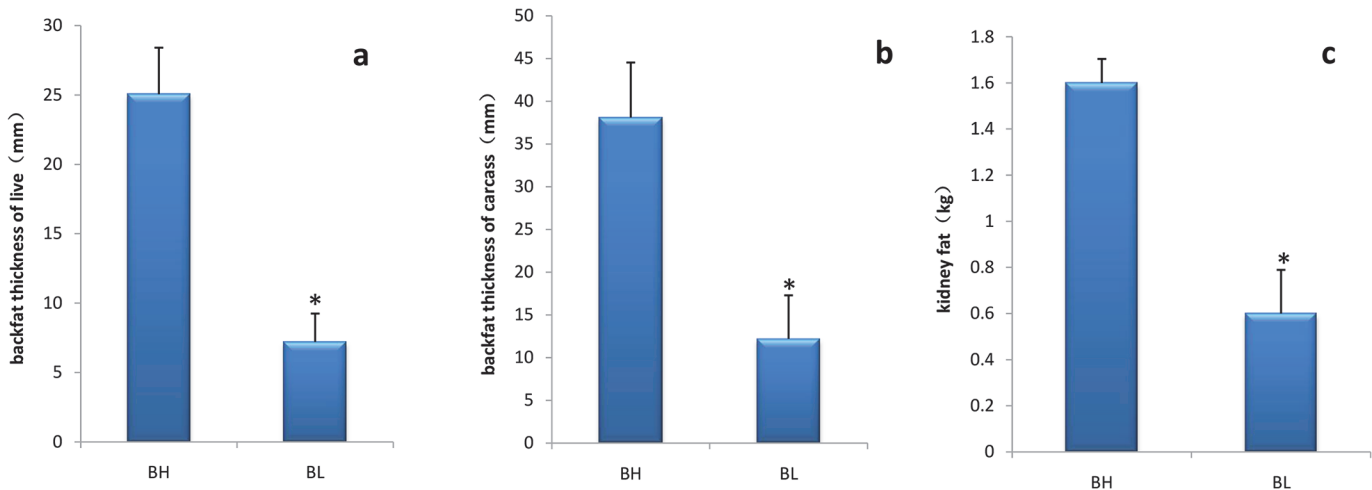 a
backfat thickness of live（mm）
30
25
20
15
10
5
0
*
BH
BL
b
backfat thickness of carcass（mm）
50
45
40
35
30
25
20
15
10
5
0
*
BH
BL
c
kidney fat（kg）
1.8
1.6
1.4
1.2
1
0.8
0.6
0.4
0.2
0
*
BH
BL